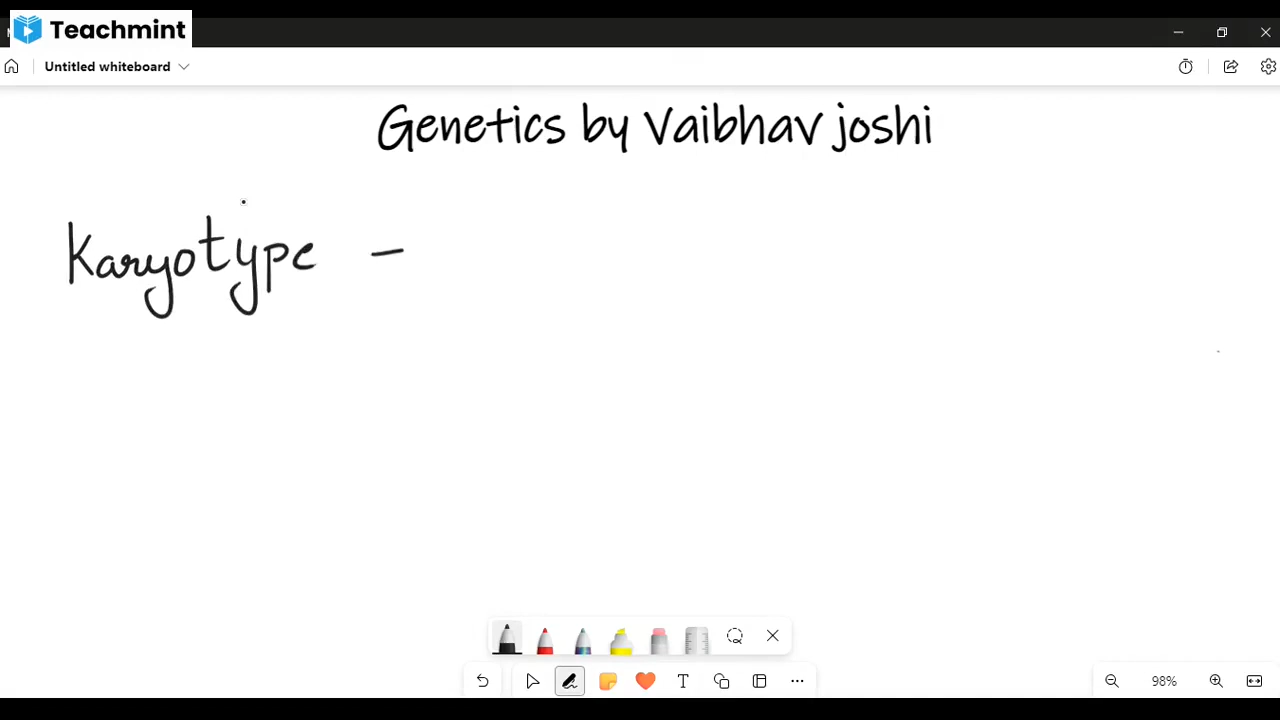 Teachmint
Untitled whiteboard
Genetics by Vaibhav joshi
Karyotype –
T
98%